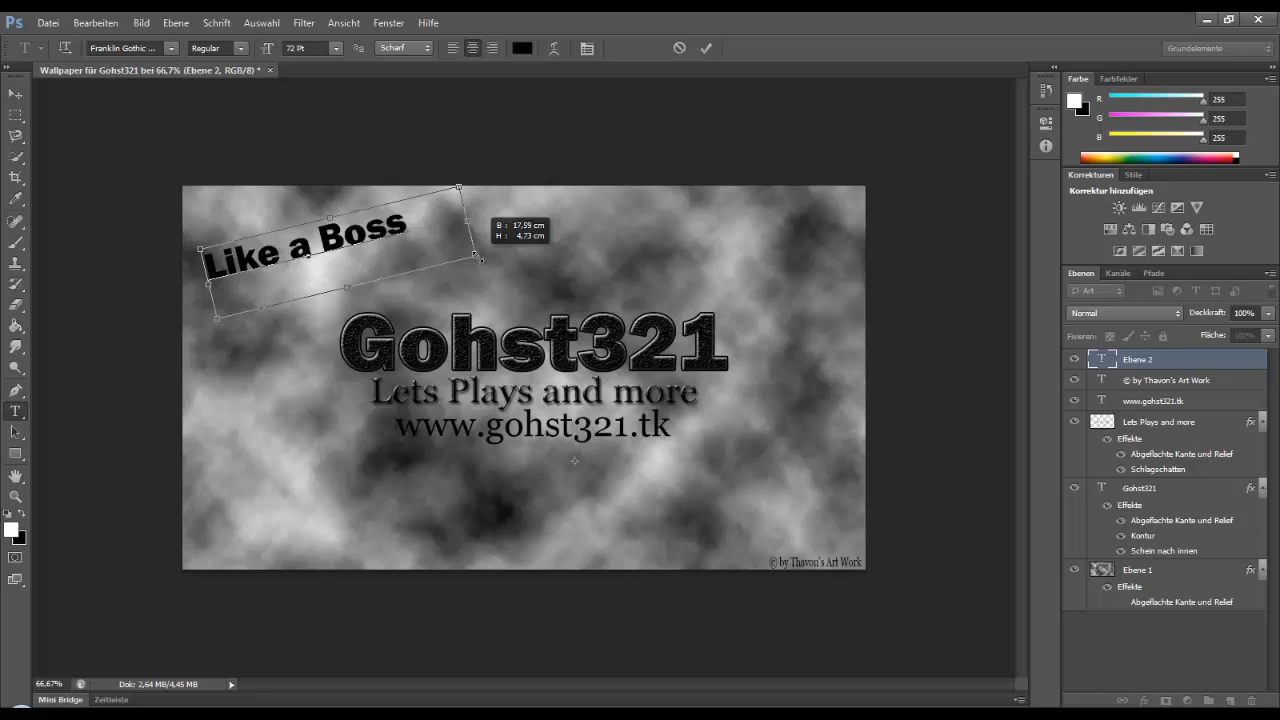 Ps Datei Bearbeiten Bild Ebene Schrift Auswahl Filter Ansicht Fenster Hilfe
T Franklin Gothic ... Regular T 72 Pt aa Scharf Grundelemente
Wallpaper für Gohst321 bei 66,7% (Ebene 2, RGB/8) *
Farbe Farbfelder
R 255
G 255
B 255
Korrekturen Stile
Korrektur hinzufügen
Like a Boss
B: 17,59 cm
H: 4,73 cm
Gohst321
Lets Plays and more
www.gohst321.tk
© by Thavon's Art Work
Ebenen Kanäle Pfade
Art
Normal Deckkraft: 100%
Fixieren: Fläche: 100%
T Ebene 2
T © by Thavon's Art Work
T www.gohst321.tk
Lets Plays and more fx
Effekte
Abgeflachte Kante und Relief
Schlagschatten
T Gohst321 fx
Effekte
Abgeflachte Kante und Relief
Kontur
Schein nach innen
Ebene 1 fx
Effekte
Abgeflachte Kante und Relief
66,67% Dok: 2,64 MB/4,45 MB
Mini Bridge Zeitleiste